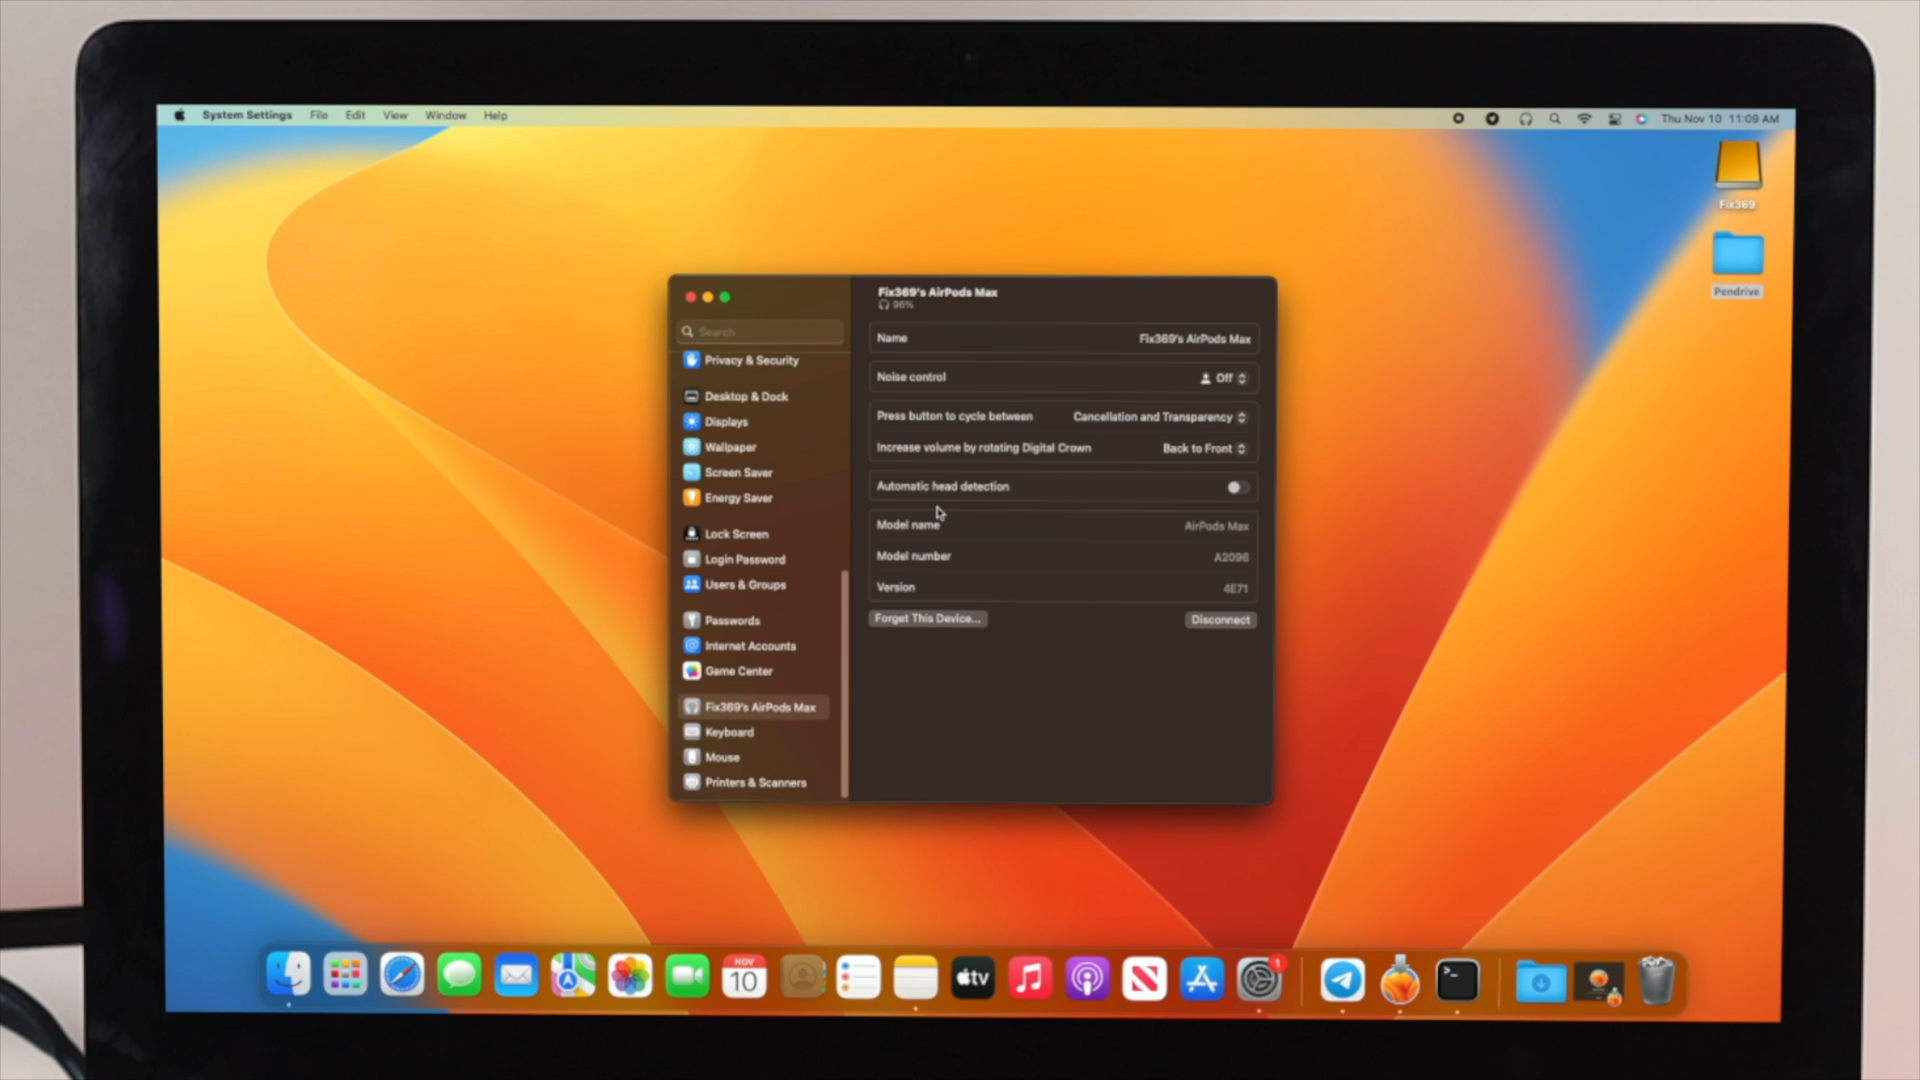 System Settings File Edit View Window Help
Thu Nov 10 11:09 AM
Fix369
Pendrive
Fix369's AirPods Max
96%
Search
Privacy & Security
Desktop & Dock
Displays
Wallpaper
Screen Saver
Energy Saver
Lock Screen
Login Password
Users & Groups
Passwords
Internet Accounts
Game Center
Fix369's AirPods Max
Keyboard
Mouse
Printers & Scanners
Name Fix369's AirPods Max
Noise control Off
Press button to cycle between Cancellation and Transparency
Increase volume by rotating Digital Crown Back to Front
Automatic head detection
Model name AirPods Max
Model number A2096
Version 4E71
Forget This Device... Disconnect
NOV
10
tv
1
>_